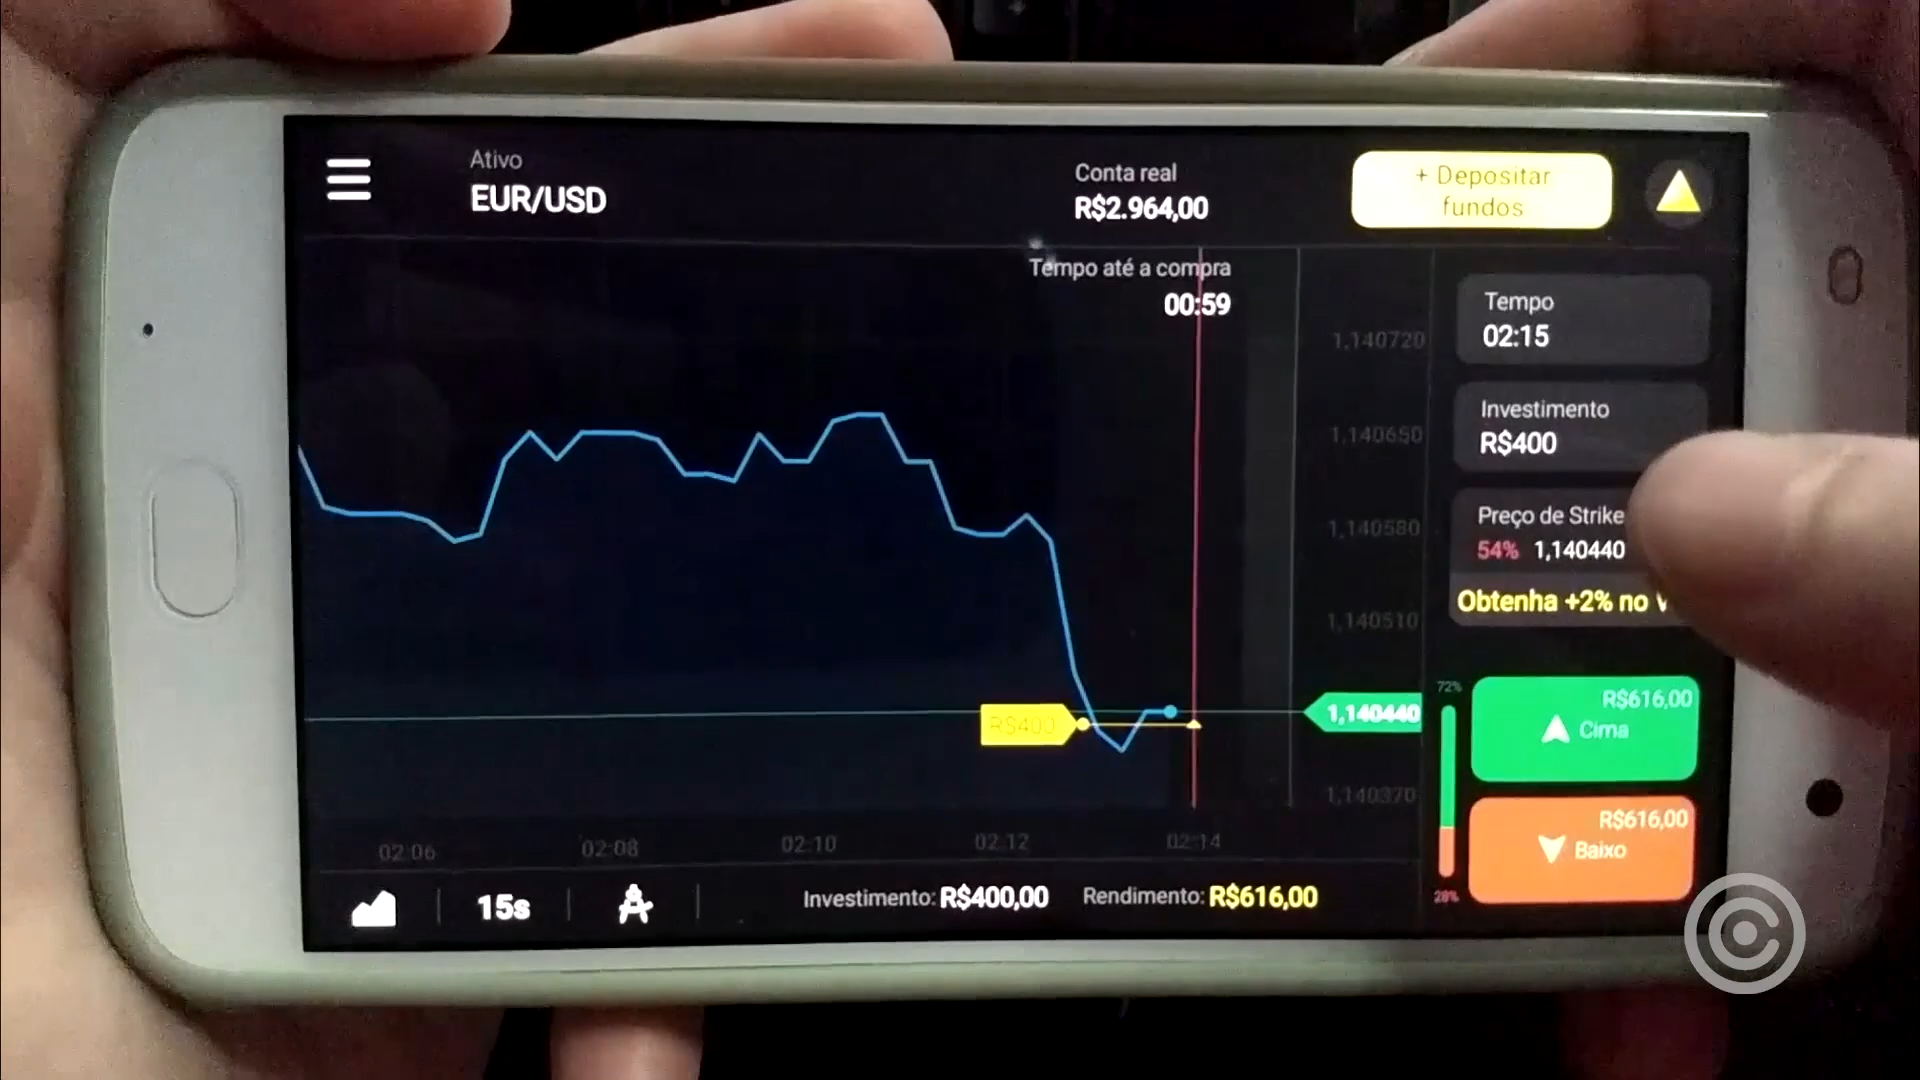 Ativo
EUR/USD
Conta real
R$2.964,00
+ Depositar
fundos
Tempo até a compra
00:59
Tempo
02:15
Investimento
R$400
Preço de Strike
54% 1,140440
Obtenha +2% no
1,140720
1,140650
1,140580
1,140510
1,140440
1,140370
R$400
72%
R$616,00
Cima
R$616,00
Baixo
28%
02:06
02:08
02:10
02:12
02:14
15s
Investimento: R$400,00
Rendimento: R$616,00